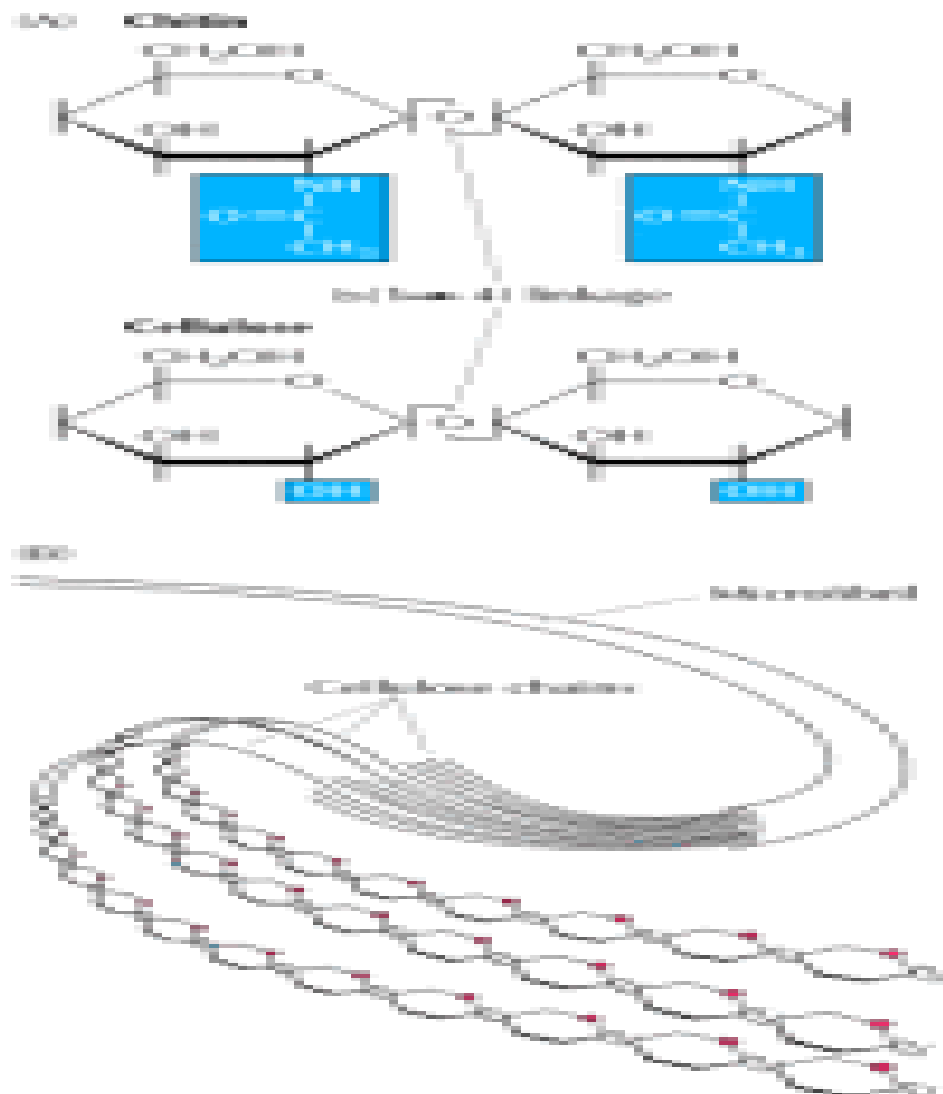 (A) Chitin
CH₂OH CH₂OH
O O
OH O OH
NH NH
O=C O=C
CH₃ CH₃
linkage
Cellulose
CH₂OH CH₂OH
O O
OH O OH
OH OH
Microfibril
Cellulose chains